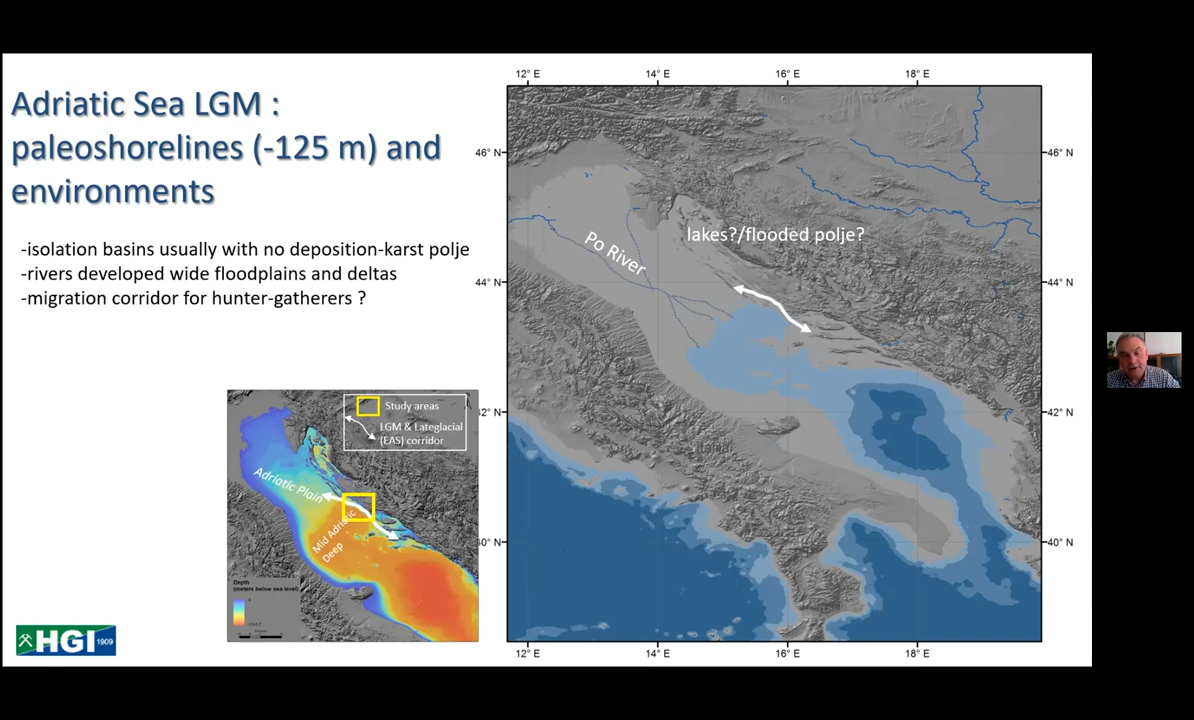 Adriatic Sea LGM :
paleoshorelines (-125 m) and
environments
-isolation basins usually with no deposition-karst polje
-rivers developed wide floodplains and deltas
-migration corridor for hunter-gatherers ?
12° E
14° E
16° E
18° E
46° N
46° N
lakes?/flooded polje?
Po River
44° N
44° N
42° N
42° N
40° N
40° N
12° E
14° E
16° E
18° E
Study areas
LGM & Lateglacial
(EAS) corridor
Adriatic Plain
Mid Adriatic
Deep
Depth
(meters below sea level)
HGI 1909